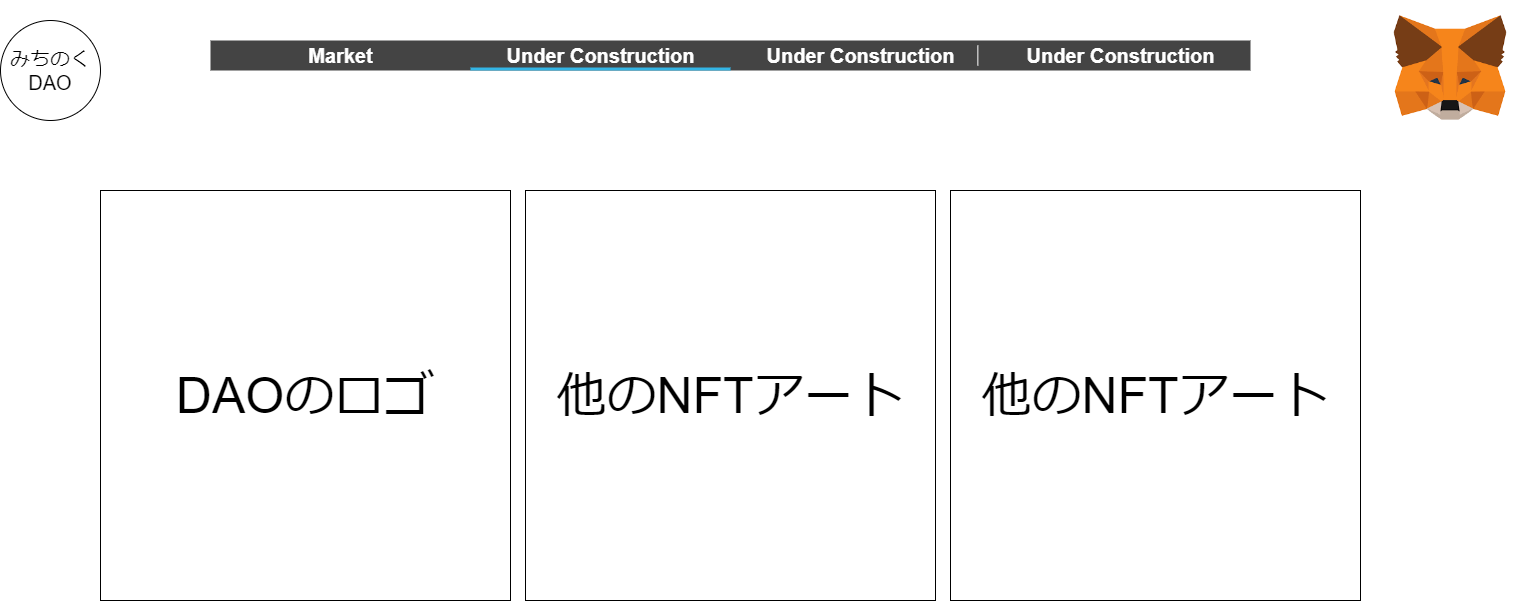 みちのく
DAO
Market
Under Construction
Under Construction
Under Construction
DAOのロゴ
他のNFTアート
他のNFTアート